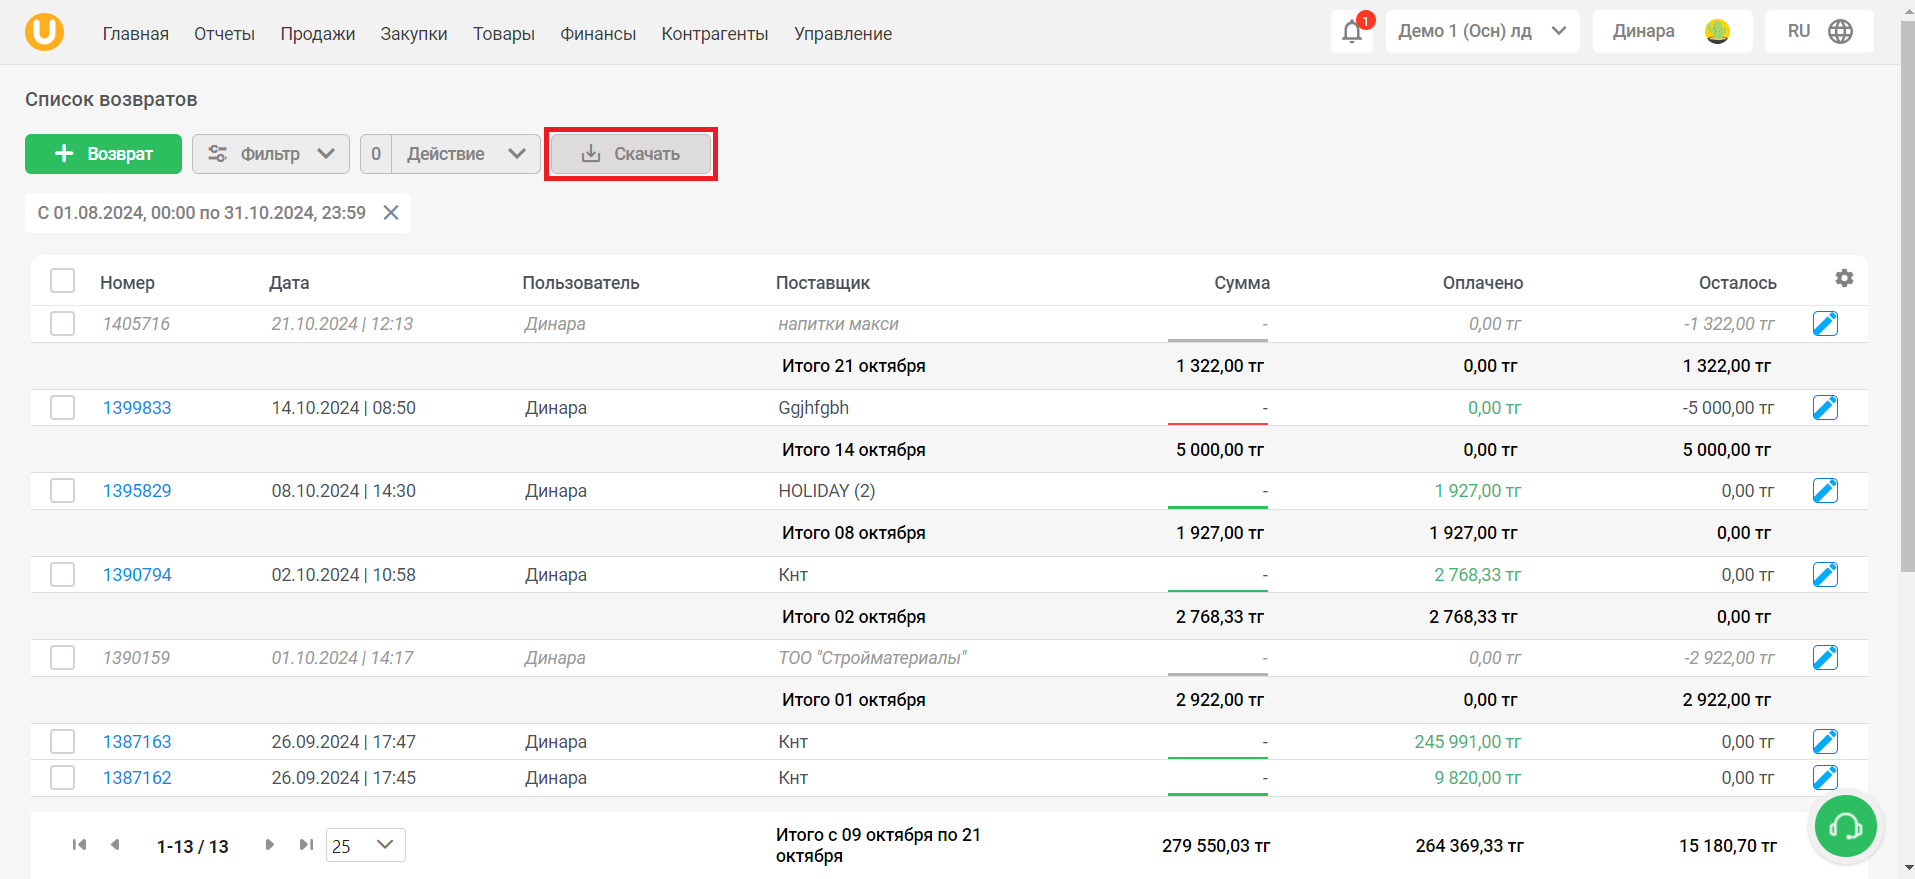 Главная Отчеты Продажи Закупки Товары Финансы Контрагенты Управление 1 Демо 1 (Осн) лд Динара RU
Список возвратов
Возврат Фильтр 0 Действие Скачать
С 01.08.2024, 00:00 по 31.10.2024, 23:59
Номер Дата Пользователь Поставщик Сумма Оплачено Осталось
1405716 21.10.2024 | 12:13 Динара напитки макси - 0,00 тг -1 322,00 тг
Итого 21 октября 1 322,00 тг 0,00 тг 1 322,00 тг
1399833 14.10.2024 | 08:50 Динара Ggjhfgbh - 0,00 тг -5 000,00 тг
Итого 14 октября 5 000,00 тг 0,00 тг 5 000,00 тг
1395829 08.10.2024 | 14:30 Динара HOLIDAY (2) - 1 927,00 тг 0,00 тг
Итого 08 октября 1 927,00 тг 1 927,00 тг 0,00 тг
1390794 02.10.2024 | 10:58 Динара Кнт - 2 768,33 тг 0,00 тг
Итого 02 октября 2 768,33 тг 2 768,33 тг 0,00 тг
1390159 01.10.2024 | 14:17 Динара ТОО "Стройматериалы" - 0,00 тг -2 922,00 тг
Итого 01 октября 2 922,00 тг 0,00 тг 2 922,00 тг
1387163 26.09.2024 | 17:47 Динара Кнт - 245 991,00 тг 0,00 тг
1387162 26.09.2024 | 17:45 Динара Кнт - 9 820,00 тг 0,00 тг
1-13 / 13 25 Итого с 09 октября по 21
октября 279 550,03 тг 264 369,33 тг 15 180,70 тг